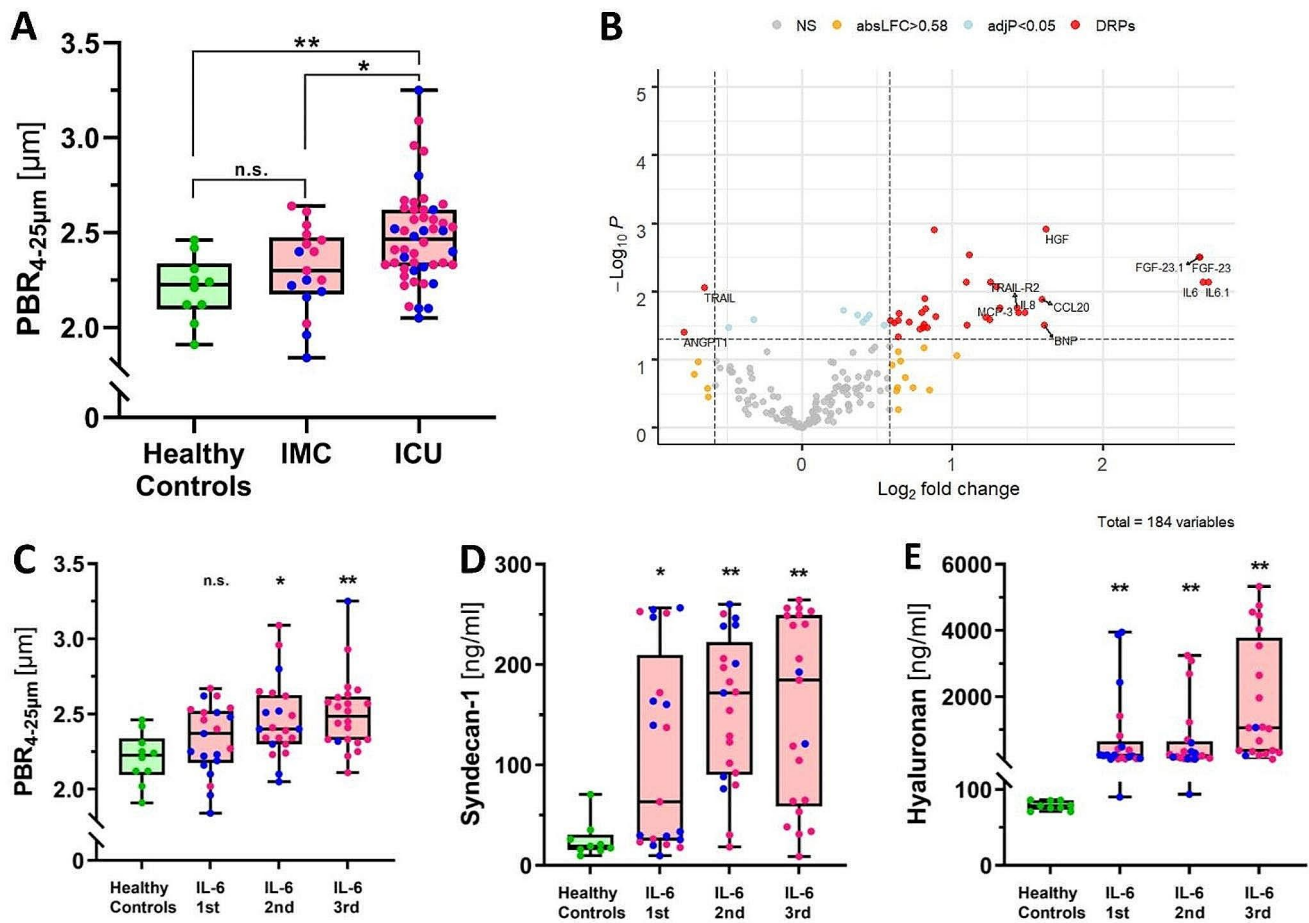 A
3.5
3.0
2.5
2.0
0
PBR4-25µm [µm]
**
*
n.s.
Healthy
Controls
IMC
ICU
B
NS
absLFC>0.58
adjP<0.05
DRPs
5
4
3
2
1
0
−Log10 P
HGF
FGF-23.1
FGF-23
TRAIL
TRAIL-R2
IL6
IL6.1
MCP-3
IL8
CCL20
ANGPT1
BNP
0
1
2
Log2 fold change
Total = 184 variables
C
3.5
3.0
2.5
2.0
0
PBR4-25µm [µm]
n.s.
*
**
Healthy
Controls
IL-6
1st
IL-6
2nd
IL-6
3rd
D
300
200
100
0
Syndecan-1 [ng/ml]
*
**
**
Healthy
Controls
IL-6
1st
IL-6
2nd
IL-6
3rd
E
6000
4000
2000
100
0
Hyaluronan [ng/ml]
**
**
**
Healthy
Controls
IL-6
1st
IL-6
2nd
IL-6
3rd